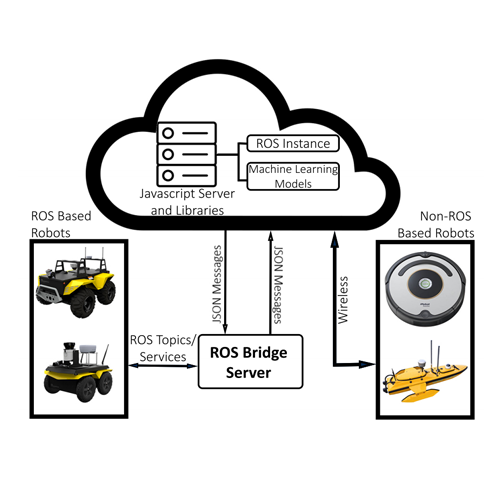 ROS Instance
Machine Learning
Models
Javascript Server
and Libraries
ROS Based
Robots
Non-ROS
Based Robots
JSON Messages
JSON Messages
Wireless
ROS Topics/
Services
ROS Bridge
Server